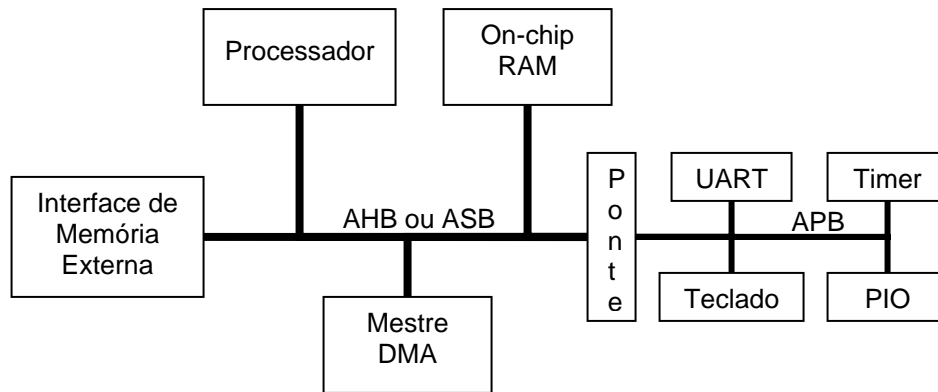 Processador
On-chip
RAM
Interface de
Memória
Externa
AHB ou ASB
Mestre
DMA
P
o
n
t
e
UART
Timer
APB
Teclado
PIO